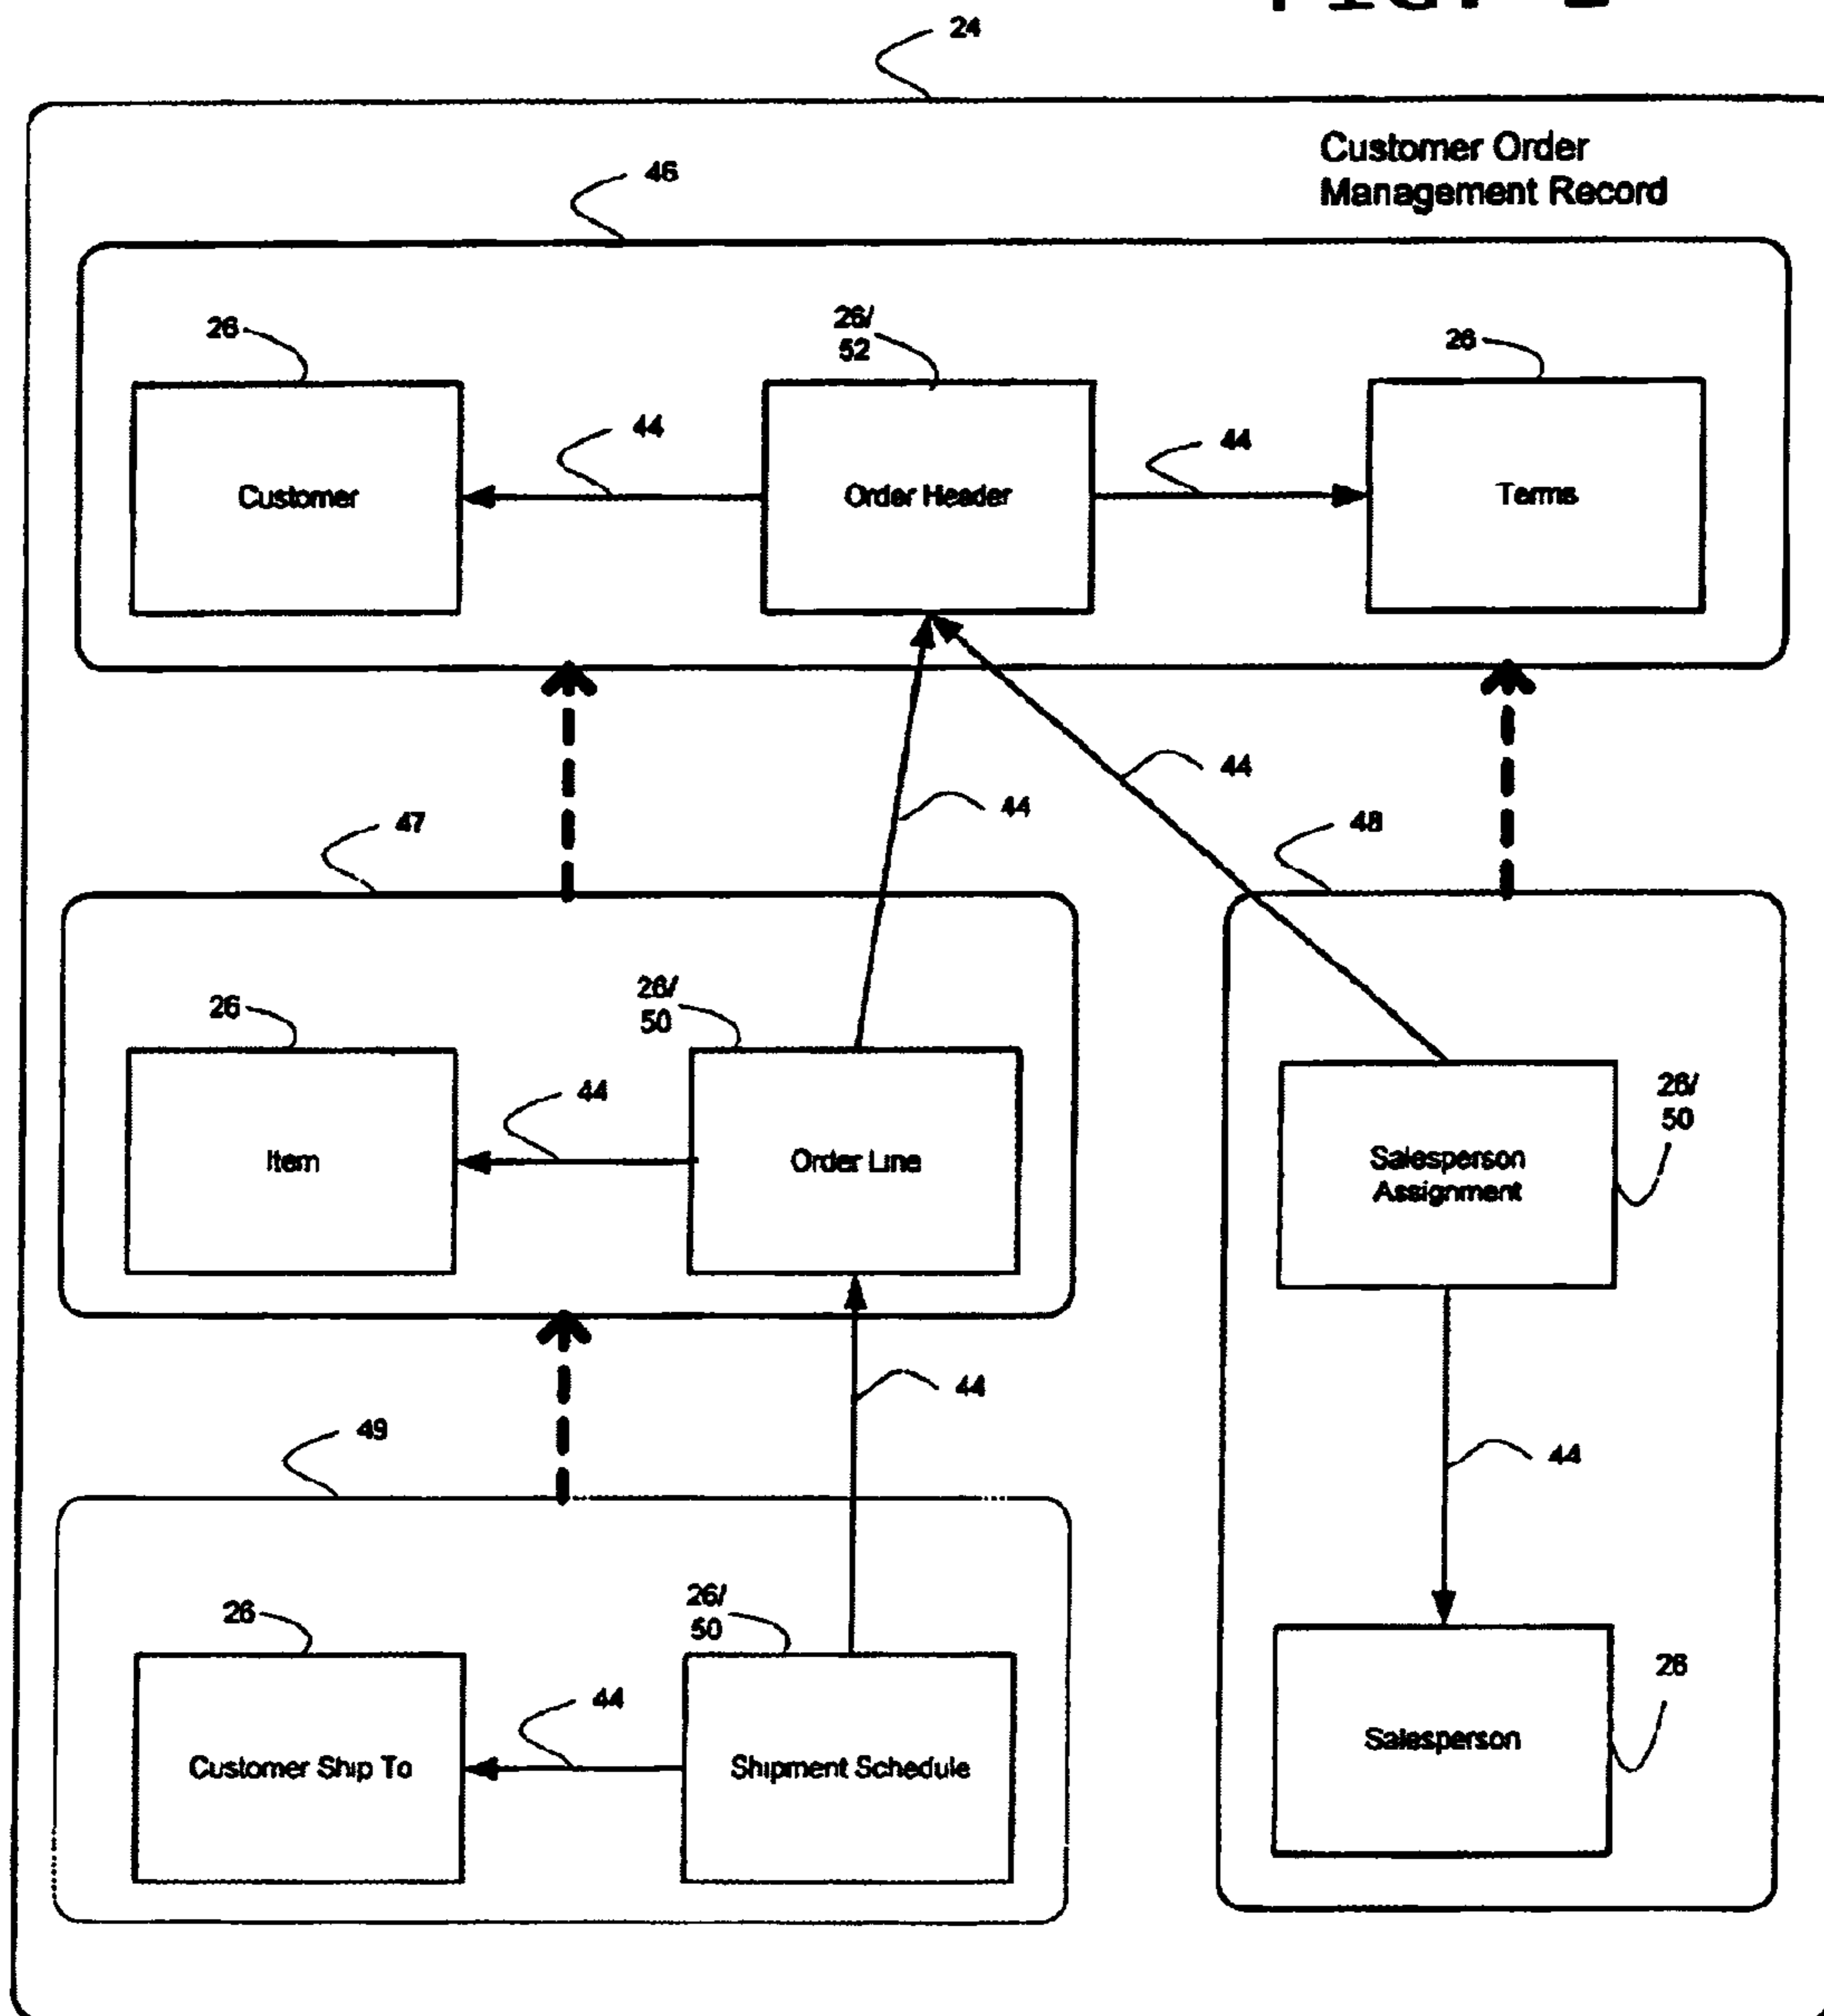 24
Customer Order
Management Record
46
26
26/
52
26
44
44
Customer
Order Header
Terms
44
44
47
48
26
26/
50
26/
50
44
Item
Order Line
Salesperson
Assignment
44
49
44
26
26/
50
26
44
Customer Ship To
Shipment Schedule
Salesperson